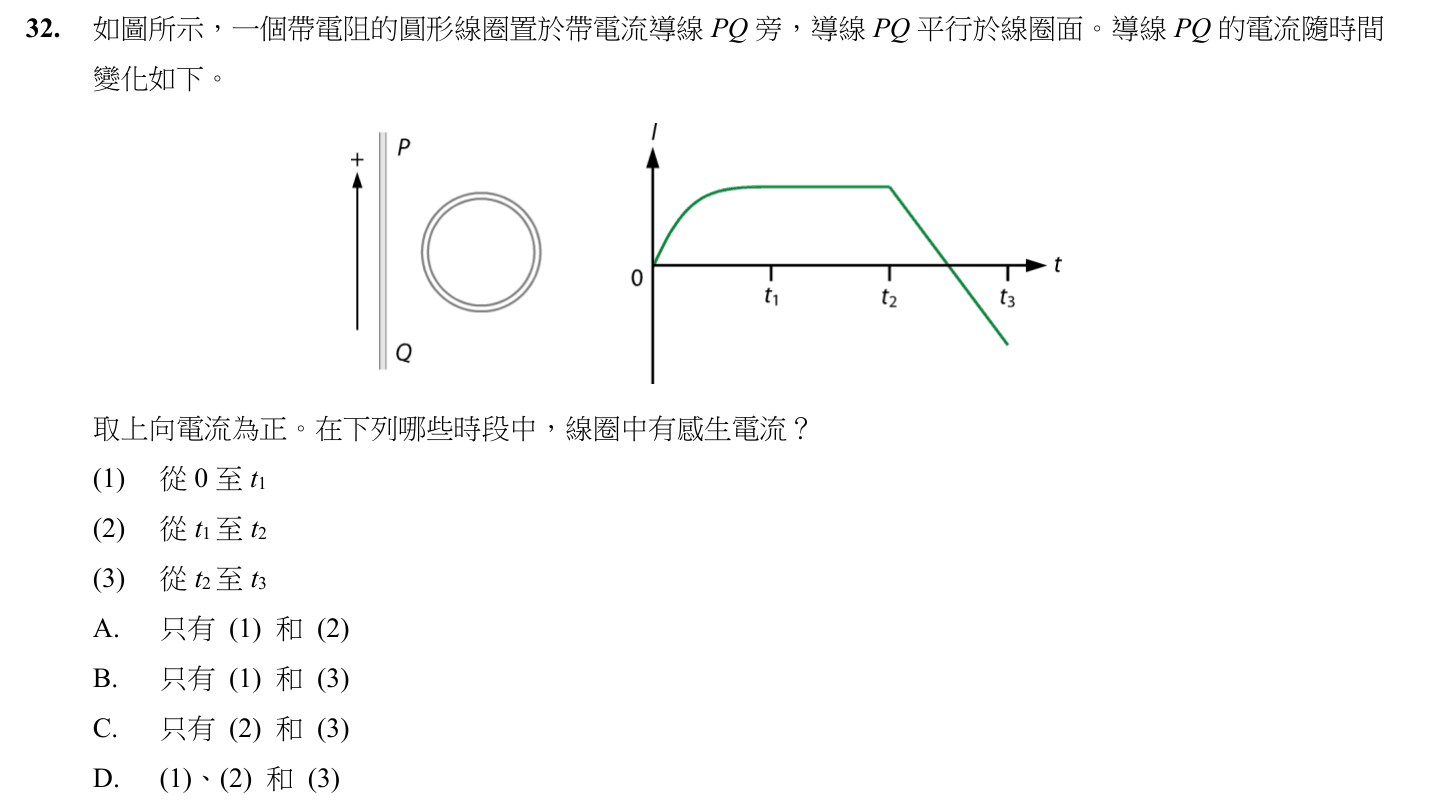 32. 如圖所示，一個帶電阻的圓形線圈置於帶電流導線 PQ 旁，導線 PQ 平行於線圈面。導線 PQ 的電流隨時間
變化如下。
+
P
Q
I
0
t₁
t₂
t₃
t
取上向電流為正。在下列哪些時段中，線圈中有感生電流？
(1) 從 0 至 t₁
(2) 從 t₁ 至 t₂
(3) 從 t₂ 至 t₃
A. 只有 (1) 和 (2)
B. 只有 (1) 和 (3)
C. 只有 (2) 和 (3)
D. (1)、(2) 和 (3)